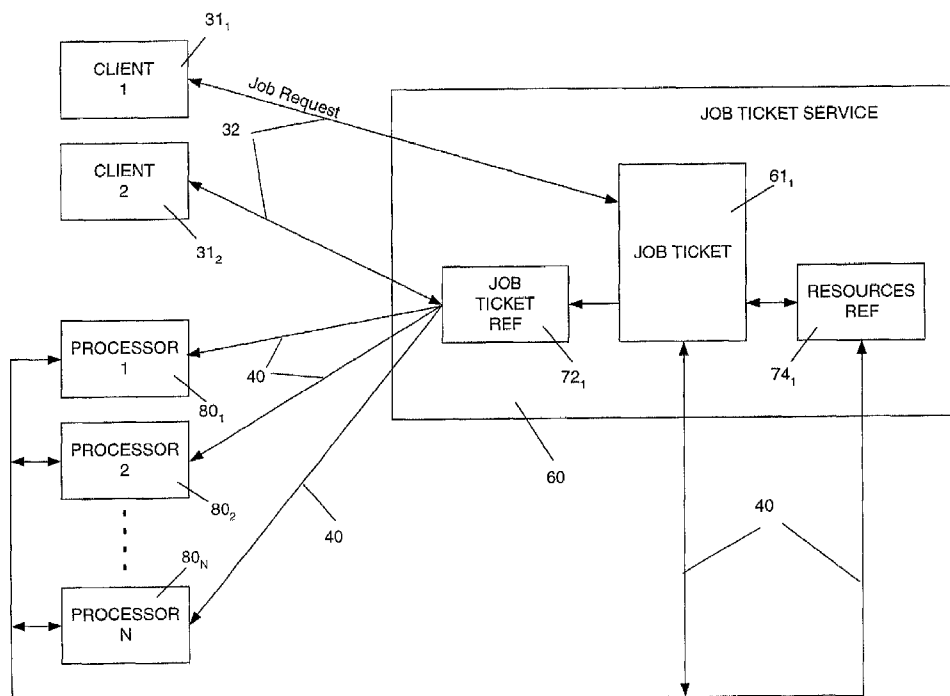 31₁
CLIENT
1
Job Request
JOB TICKET SERVICE
32
CLIENT
2
61₁
31₂
JOB TICKET
JOB
TICKET
REF
RESOURCES
REF
PROCESSOR
1
40
72₁
74₁
80₁
PROCESSOR
2
60
80₂
40
40
80N
PROCESSOR
N